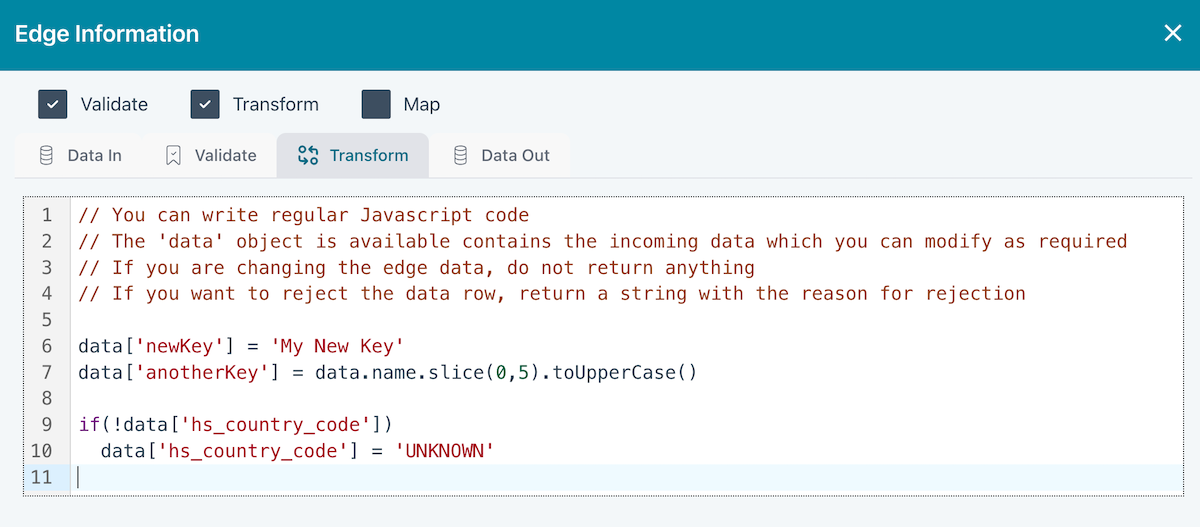 Edge Information
Validate Transform Map
Data In Validate Transform Data Out
1 // You can write regular Javascript code
2 // The 'data' object is available contains the incoming data which you can modify as required
3 // If you are changing the edge data, do not return anything
4 // If you want to reject the data row, return a string with the reason for rejection
5
6 data['newKey'] = 'My New Key'
7 data['anotherKey'] = data.name.slice(0,5).toUpperCase()
8
9 if(!data['hs_country_code'])
10   data['hs_country_code'] = 'UNKNOWN'
11